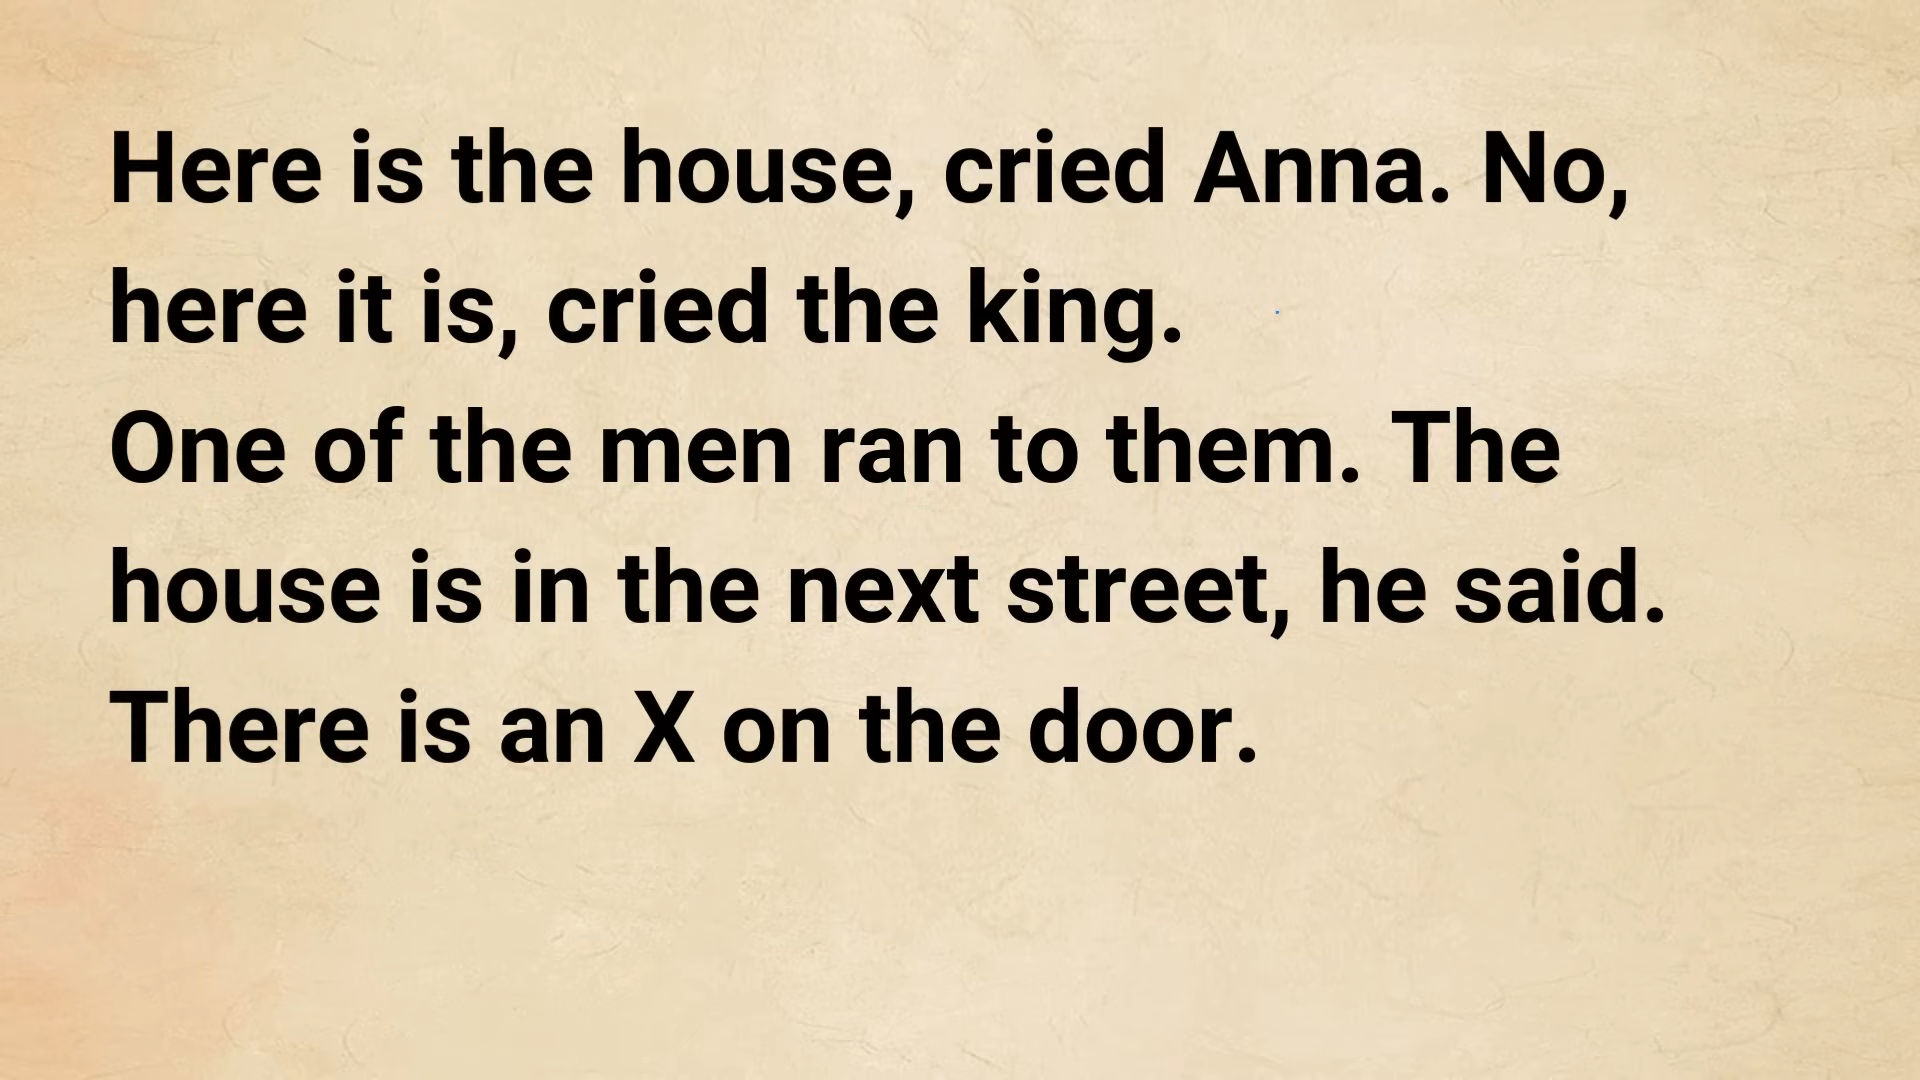 Here is the house, cried Anna. No,
here it is, cried the king.
One of the men ran to them. The
house is in the next street, he said.
There is an X on the door.